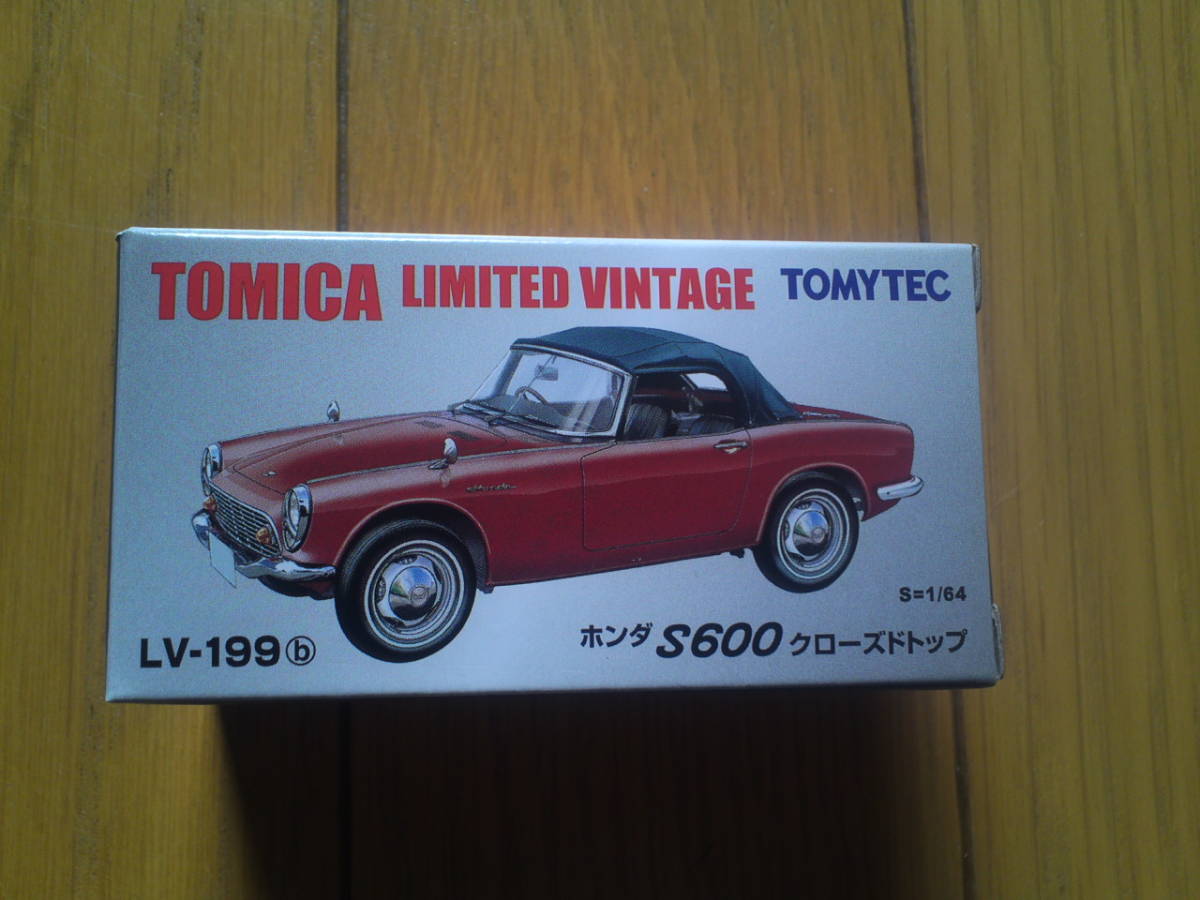 TOMICA LIMITED VINTAGE TOMYTEC
Honda
S=1/64
LV-199ⓑ ホンダ S600 クローズドトップ